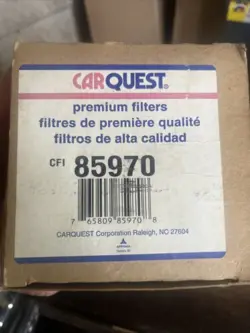 CARQUEST®
premium filters
filtres de première qualité
filtros de alta calidad
CFI 85970
7 65809 85970 8
CARQUEST Corporation Raleigh, NC 27604